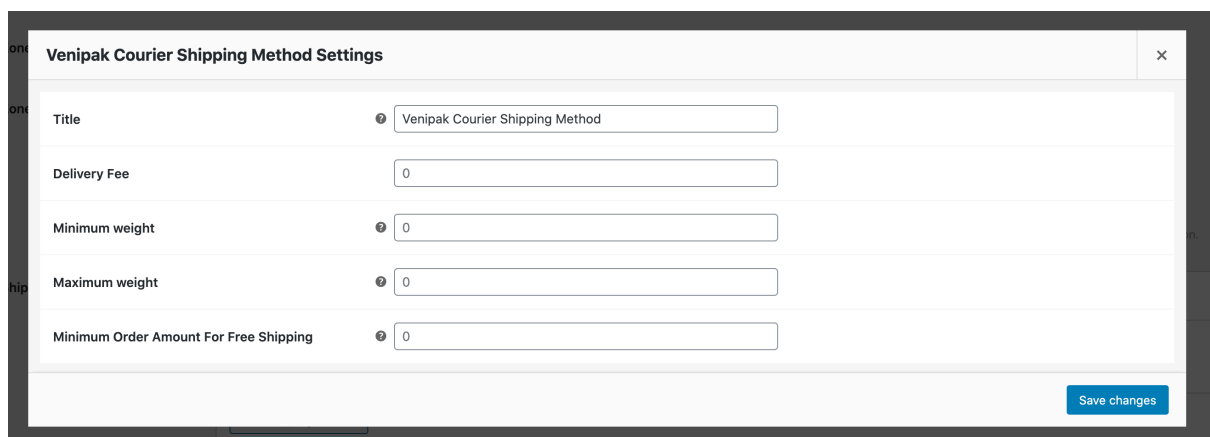 Venipak Courier Shipping Method Settings
Title
Venipak Courier Shipping Method
Delivery Fee
0
Minimum weight
0
Maximum weight
0
Minimum Order Amount For Free Shipping
0
Save changes